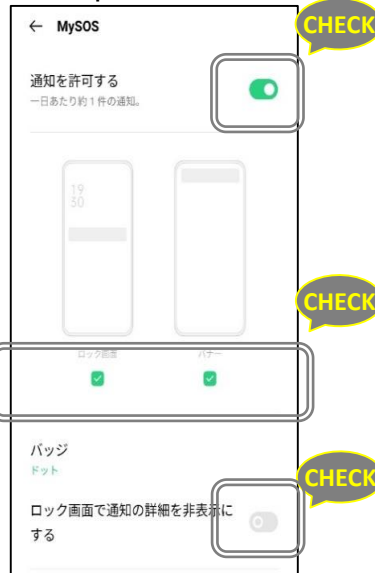 ← MySOS
CHECK
通知を許可する
一日あたり約1件の通知。
19
30
CHECK
ロック画面
バナー
バッジ
ドット
CHECK
ロック画面で通知の詳細を非表示に
する